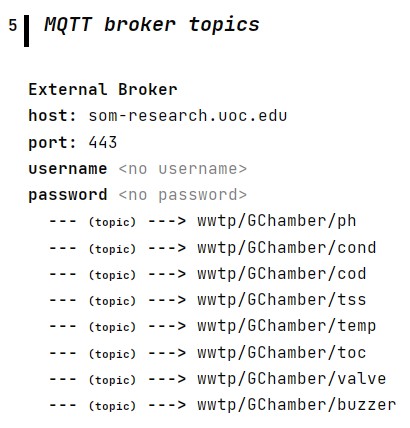 5 MQTT broker topics
External Broker
host: som-research.uoc.edu
port: 443
username <no username>
password <no password>
--- (topic) ---> wwtp/GChamber/ph
--- (topic) ---> wwtp/GChamber/cond
--- (topic) ---> wwtp/GChamber/cod
--- (topic) ---> wwtp/GChamber/tss
--- (topic) ---> wwtp/GChamber/temp
--- (topic) ---> wwtp/GChamber/toc
--- (topic) ---> wwtp/GChamber/valve
--- (topic) ---> wwtp/GChamber/buzzer